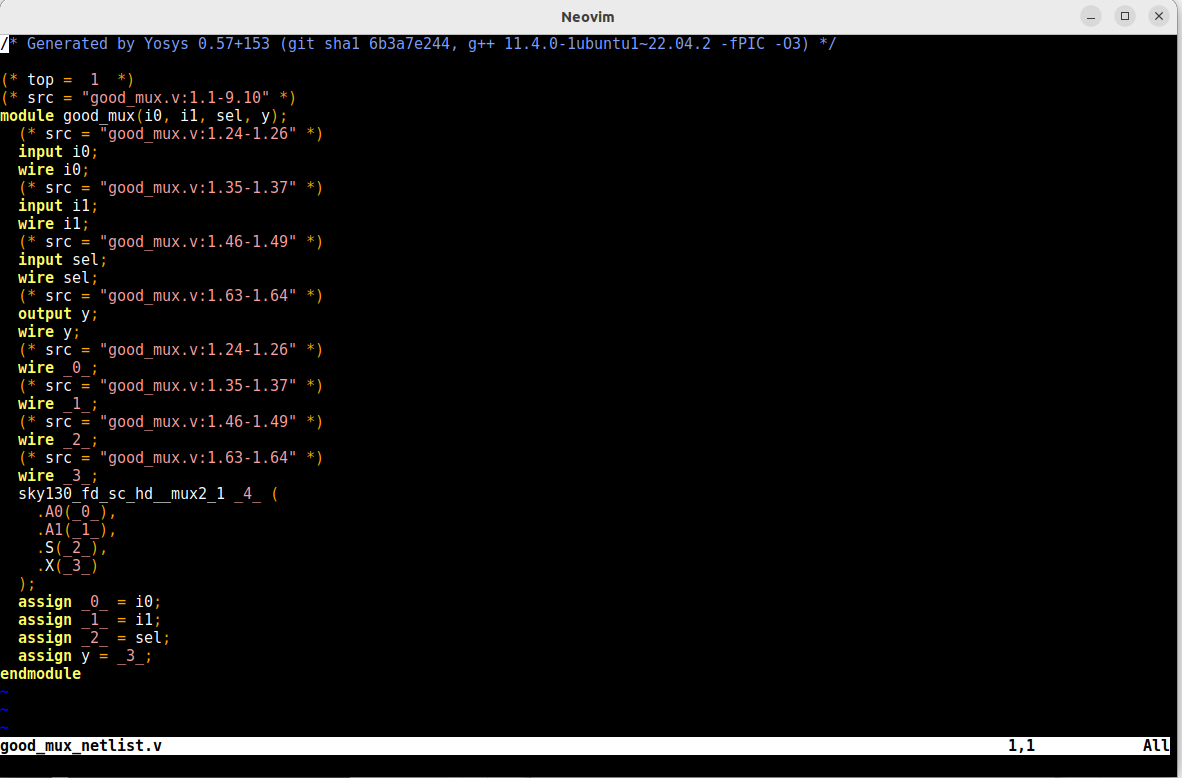 Neovim
/* Generated by Yosys 0.57+153 (git sha1 6b3a7e244, g++ 11.4.0-1ubuntu1~22.04.2 -fPIC -O3) */

(* top =  1  *)
(* src = "good_mux.v:1.1-9.10" *)
module good_mux(i0, i1, sel, y);
  (* src = "good_mux.v:1.24-1.26" *)
  input i0;
  wire i0;
  (* src = "good_mux.v:1.35-1.37" *)
  input i1;
  wire i1;
  (* src = "good_mux.v:1.46-1.49" *)
  input sel;
  wire sel;
  (* src = "good_mux.v:1.63-1.64" *)
  output y;
  wire y;
  (* src = "good_mux.v:1.24-1.26" *)
  wire _0_;
  (* src = "good_mux.v:1.35-1.37" *)
  wire _1_;
  (* src = "good_mux.v:1.46-1.49" *)
  wire _2_;
  (* src = "good_mux.v:1.63-1.64" *)
  wire _3_;
  sky130_fd_sc_hd__mux2_1 _4_ (
    .A0(_0_),
    .A1(_1_),
    .S(_2_),
    .X(_3_)
  );
  assign _0_ = i0;
  assign _1_ = i1;
  assign _2_ = sel;
  assign y = _3_;
endmodule
~
~
~
good_mux_netlist.v 1,1 All